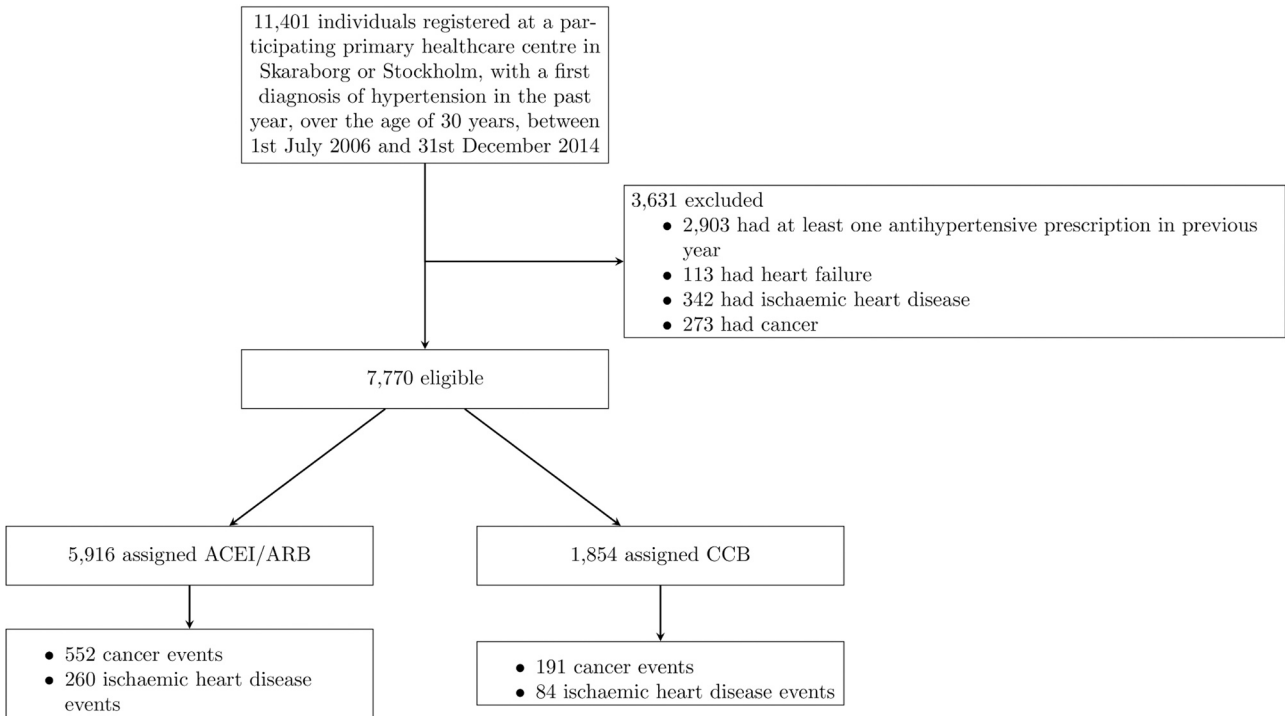 11,401 individuals registered at a par-
ticipating primary healthcare centre in
Skaraborg or Stockholm, with a first
diagnosis of hypertension in the past
year, over the age of 30 years, between
1st July 2006 and 31st December 2014
3,631 excluded
• 2,903 had at least one antihypertensive prescription in previous
year
• 113 had heart failure
• 342 had ischaemic heart disease
• 273 had cancer
7,770 eligible
5,916 assigned ACEI/ARB
1,854 assigned CCB
• 552 cancer events
• 260 ischaemic heart disease
events
• 191 cancer events
• 84 ischaemic heart disease events